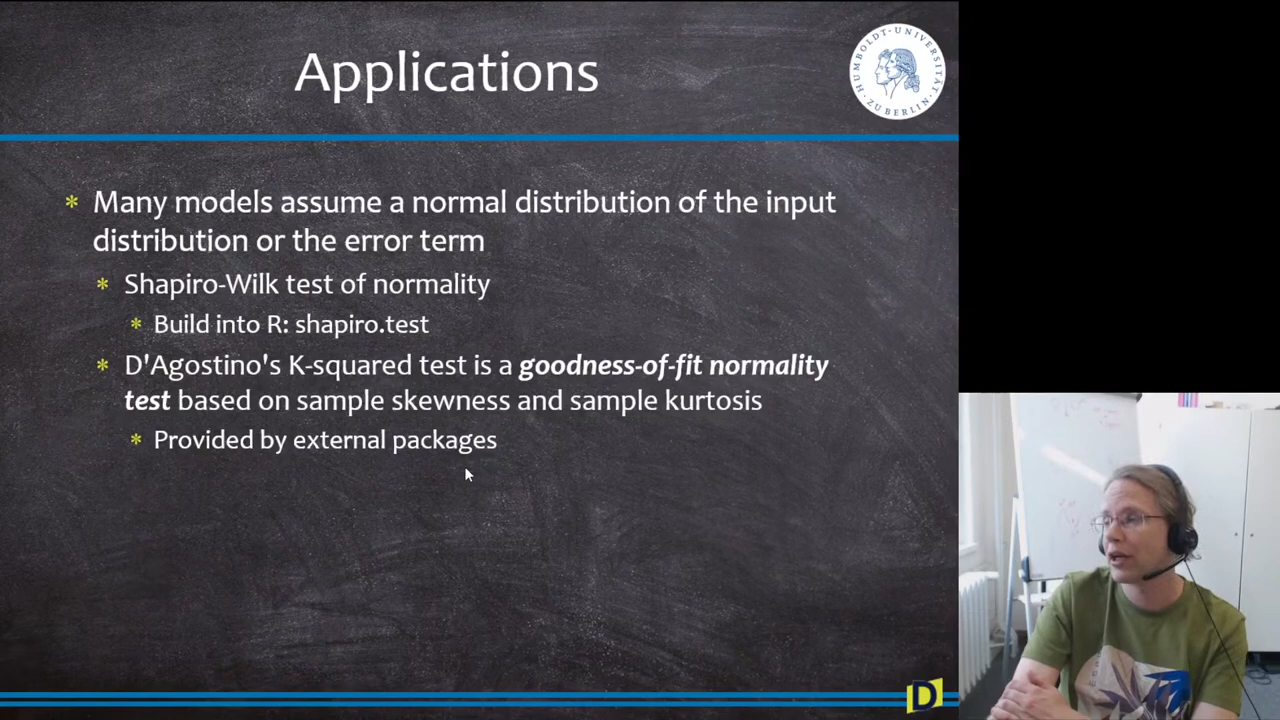 Applications
HUMBOLDT-UNIVERSITÄT
ZU BERLIN
* Many models assume a normal distribution of the input
distribution or the error term
* Shapiro-Wilk test of normality
* Build into R: shapiro.test
* D'Agostino's K-squared test is a goodness-of-fit normality
test based on sample skewness and sample kurtosis
* Provided by external packages
D